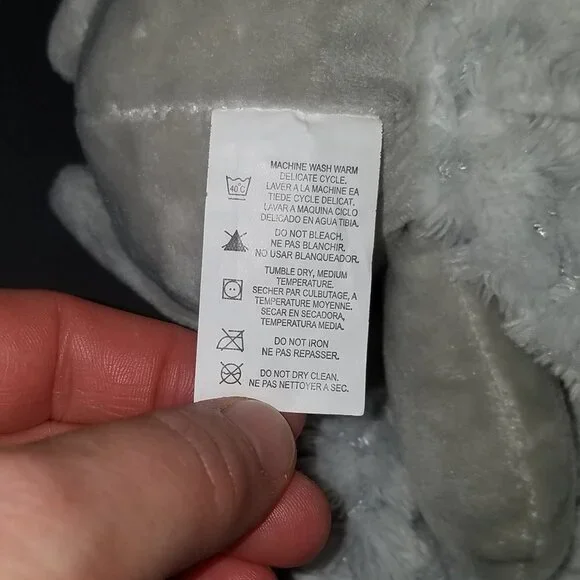 MACHINE WASH WARM
DELICATE CYCLE.
LAVER A LA MACHINE EA
TIEDE CYCLE DELICAT.
LAVAR A MAQUINA CICLO
DELICADO EN AGUA TIBIA.
40°C
DO NOT BLEACH.
NE PAS BLANCHIR.
NO USAR BLANQUEADOR.
TUMBLE DRY, MEDIUM
TEMPERATURE.
SECHER PAR CULBUTAGE, A
TEMPERATURE MOYENNE.
SECAR EN SECADORA,
TEMPERATURA MEDIA.
DO NOT IRON
NE PAS REPASSER.
DO NOT DRY CLEAN.
NE PAS NETTOYER A SEC.